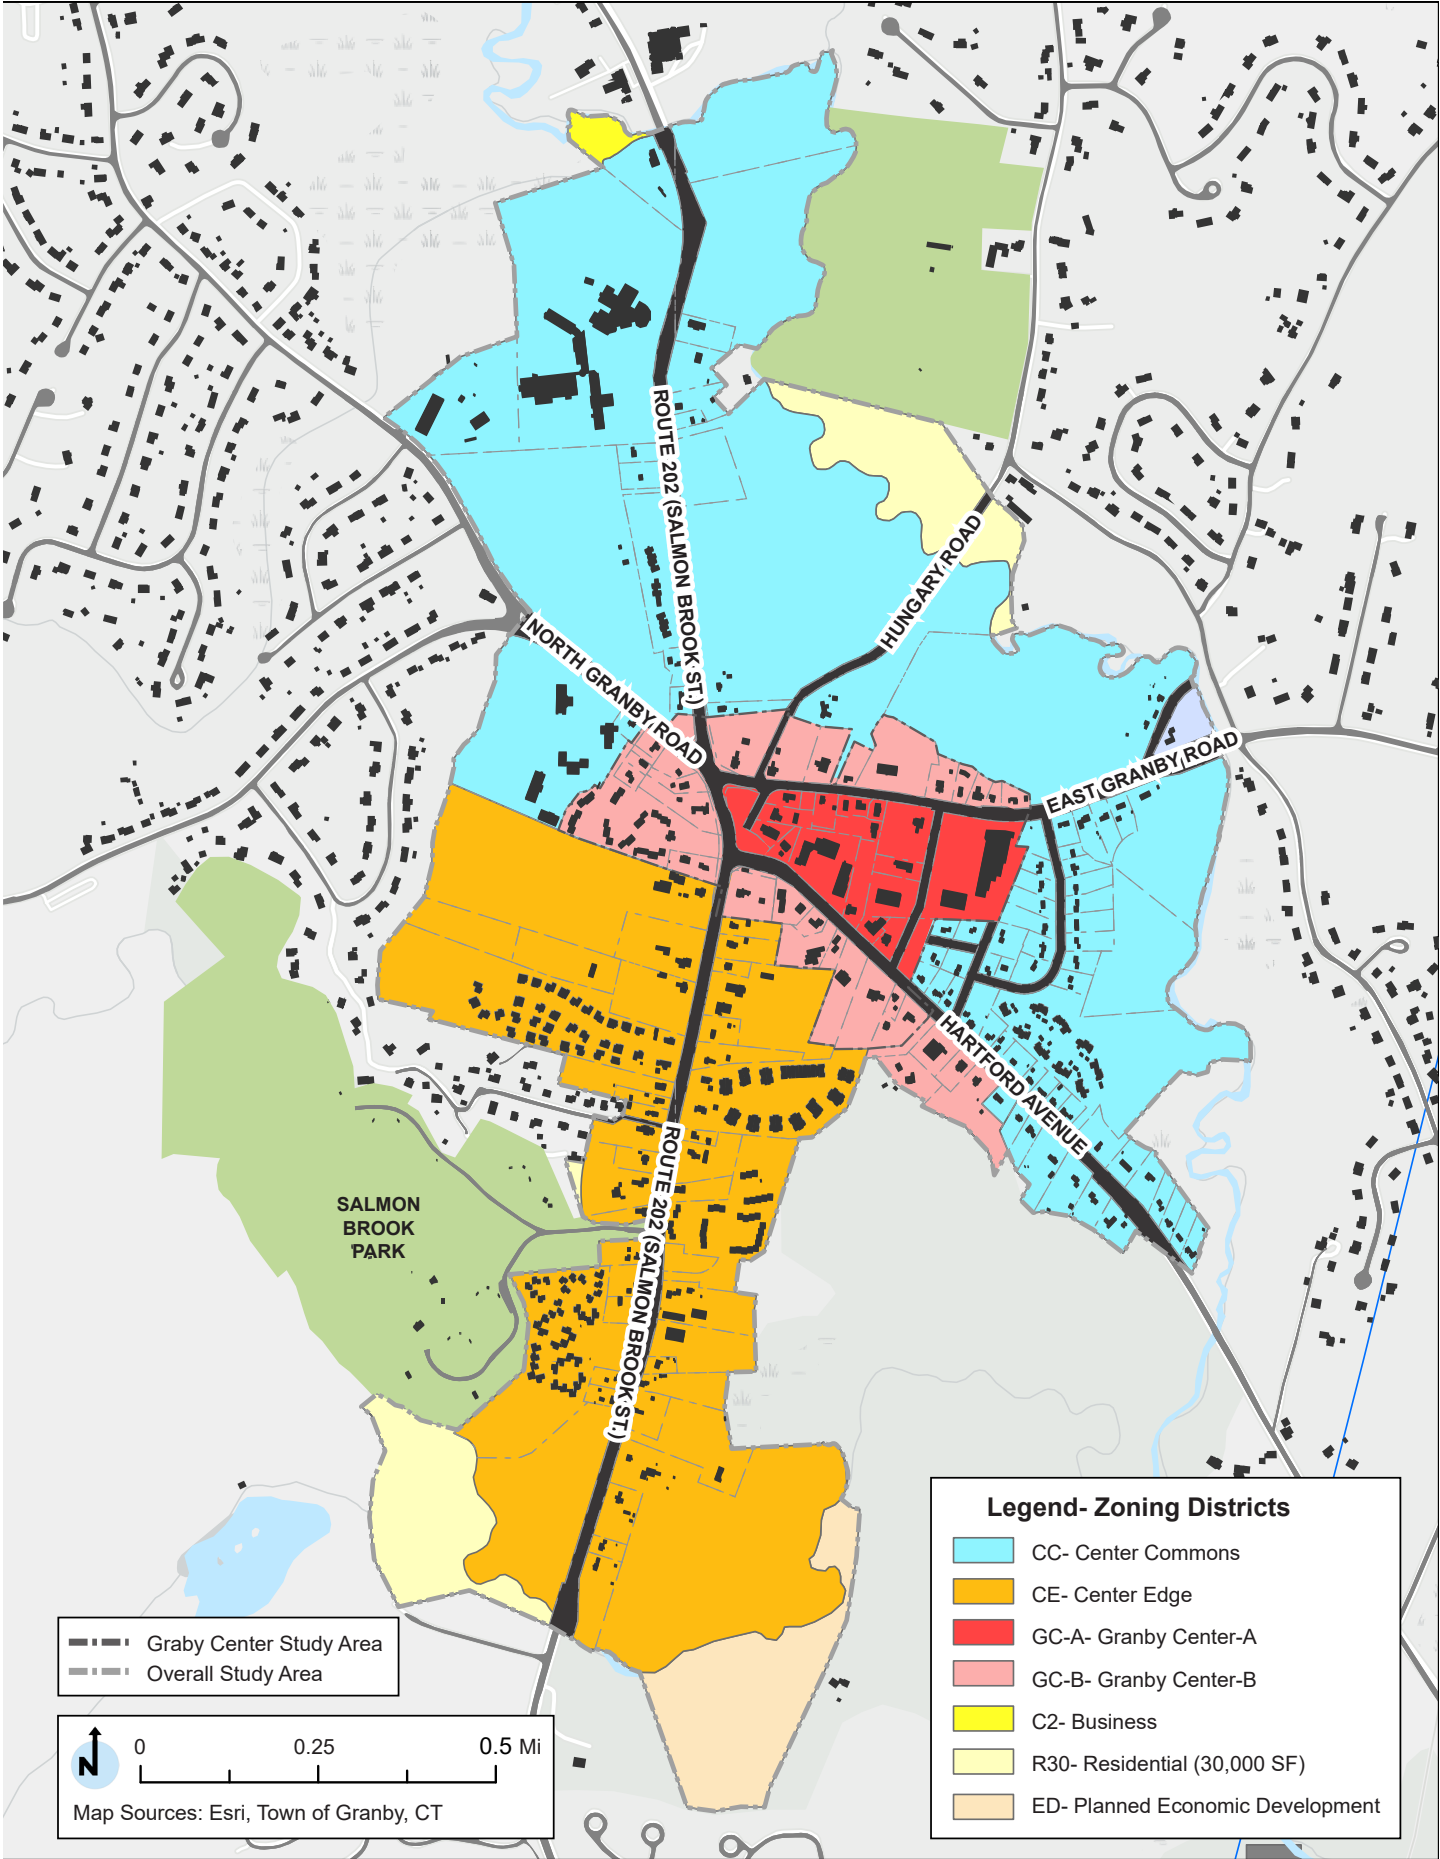 ROUTE 202 (SALMON BROOK ST.)
HUNGARY ROAD
NORTH GRANBY ROAD
EAST GRANBY ROAD
HARTFORD AVENUE
ROUTE 202 (SALMON BROOK ST.)
SALMON
BROOK
PARK
Legend- Zoning Districts
CC- Center Commons
CE- Center Edge
GC-A- Granby Center-A
GC-B- Granby Center-B
C2- Business
R30- Residential (30,000 SF)
ED- Planned Economic Development
Graby Center Study Area
Overall Study Area
N
0 0.25 0.5 Mi
Map Sources: Esri, Town of Granby, CT